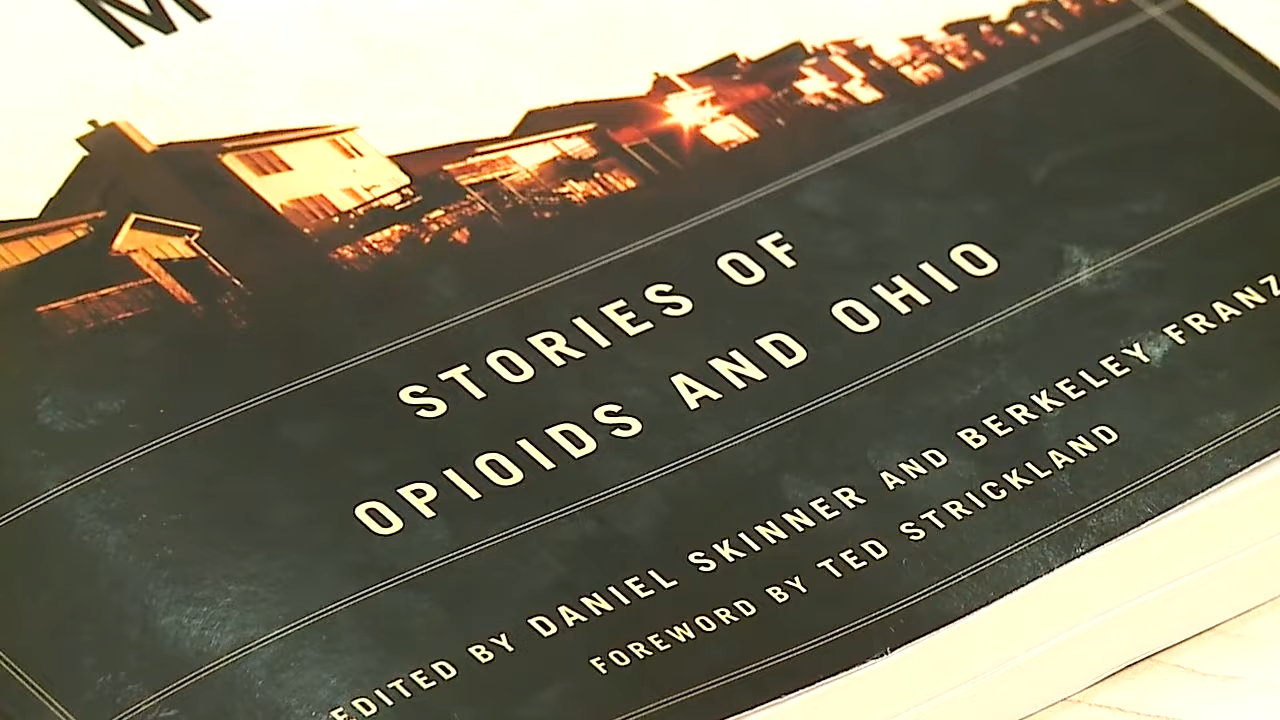 M
STORIES OF
OPIOIDS AND OHIO
EDITED BY DANIEL SKINNER AND BERKELEY FRANZ
FOREWORD BY TED STRICKLAND